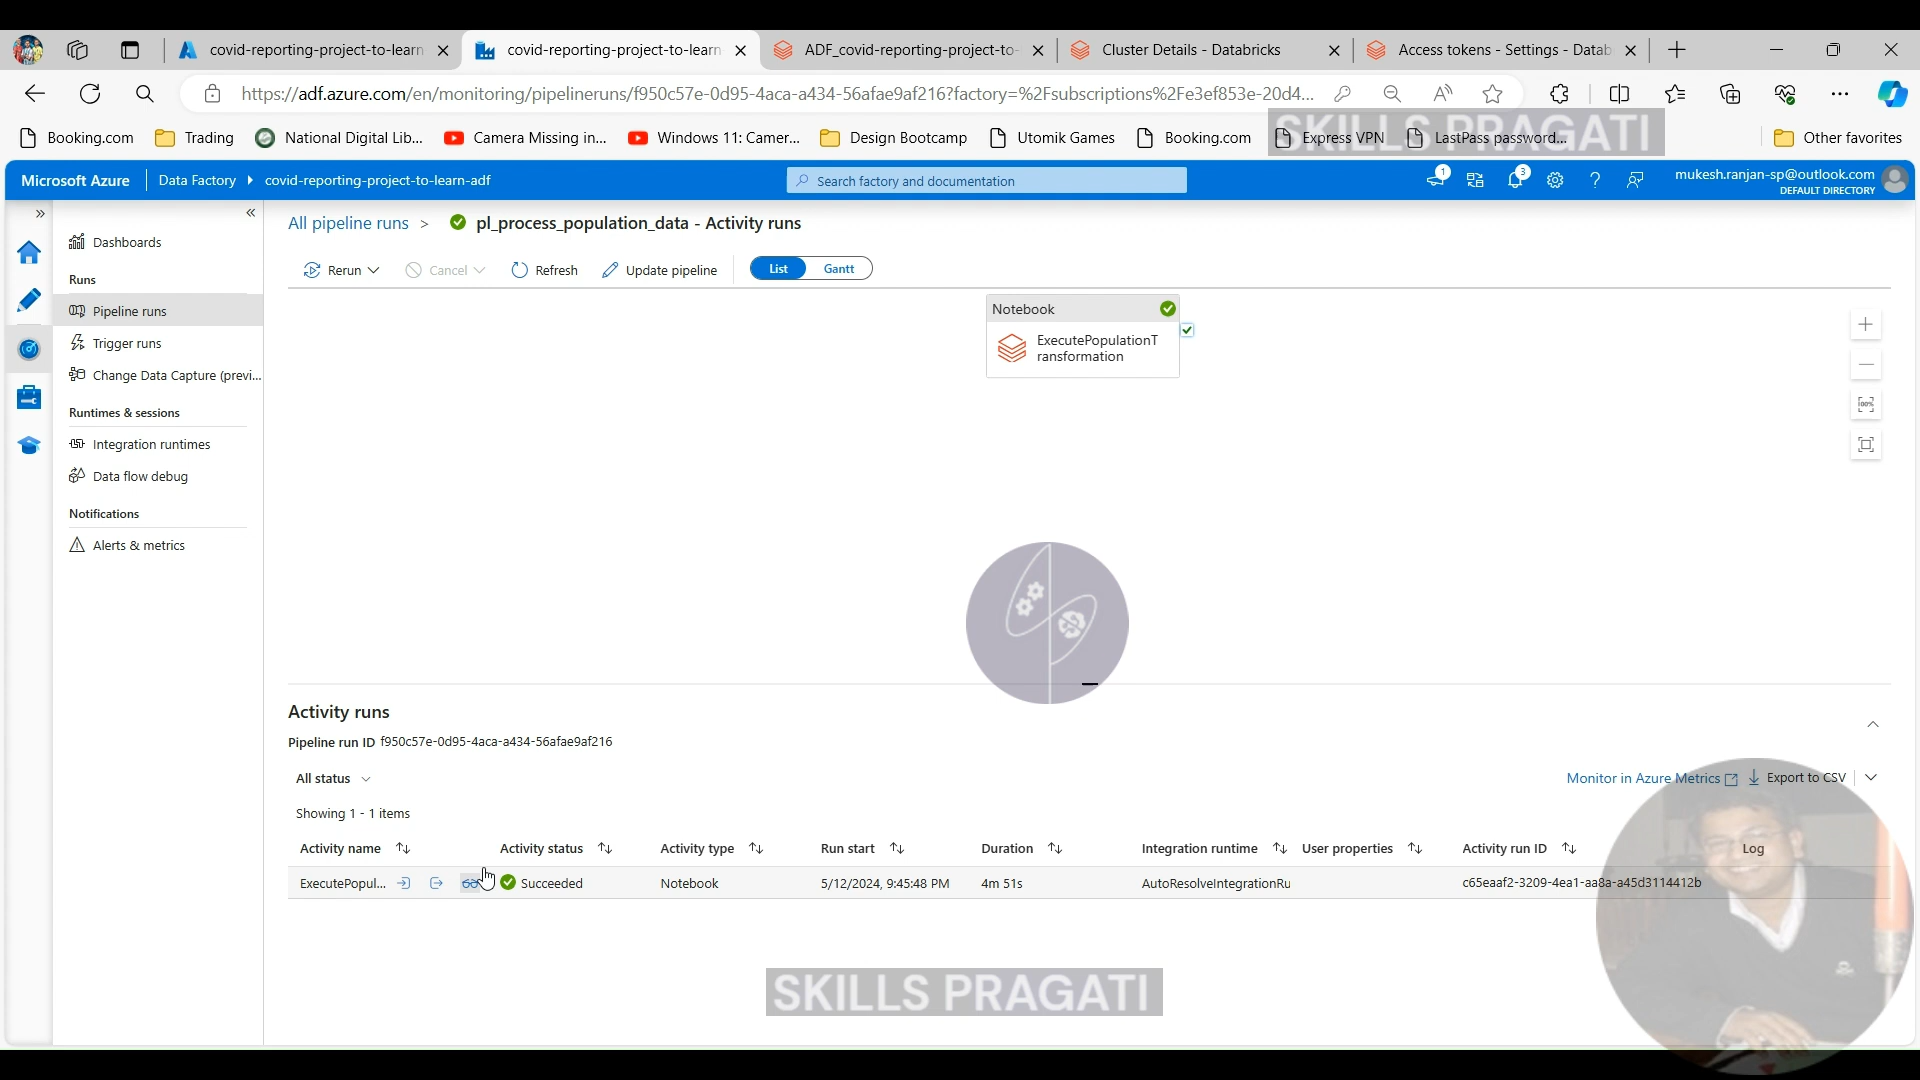 covid-reporting-project-to-learn
covid-reporting-project-to-learn
ADF_covid-reporting-project-to-
Cluster Details - Databricks
Access tokens - Settings - Datab
https://adf.azure.com/en/monitoring/pipelineruns/f950c57e-0d95-4aca-a434-56afae9af216?factory=%2Fsubscriptions%2Fe3ef853e-20d4...
Booking.com
Trading
National Digital Lib...
Camera Missing in...
Windows 11: Camer...
Design Bootcamp
Utomik Games
Booking.com
Express VPN
LastPass password...
Other favorites
SKILLS PRAGATI
Microsoft Azure
Data Factory
covid-reporting-project-to-learn-adf
Search factory and documentation
1
3
mukesh.ranjan-sp@outlook.com
DEFAULT DIRECTORY
Dashboards
Runs
Pipeline runs
Trigger runs
Change Data Capture (previ...
Runtimes & sessions
Integration runtimes
Data flow debug
Notifications
Alerts & metrics
All pipeline runs > pl_process_population_data - Activity runs
Rerun
Cancel
Refresh
Update pipeline
List
Gantt
Notebook
ExecutePopulationT
ransformation
100%
Activity runs
Pipeline run ID f950c57e-0d95-4aca-a434-56afae9af216
All status
Monitor in Azure Metrics
Export to CSV
Showing 1 - 1 items
Activity name
Activity status
Activity type
Run start
Duration
Integration runtime
User properties
Activity run ID
Log
ExecutePopul...
Succeeded
Notebook
5/12/2024, 9:45:48 PM
4m 51s
AutoResolveIntegrationRu
c65eaaf2-3209-4ea1-aa8a-a45d3114412b
SKILLS PRAGATI